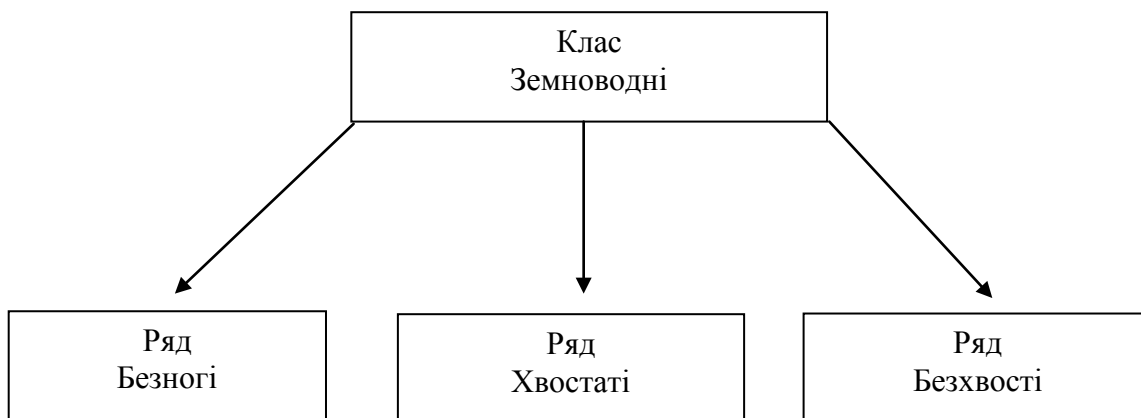 Клас
Земноводні
Ряд
Безногі
Ряд
Хвостаті
Ряд
Безхвості